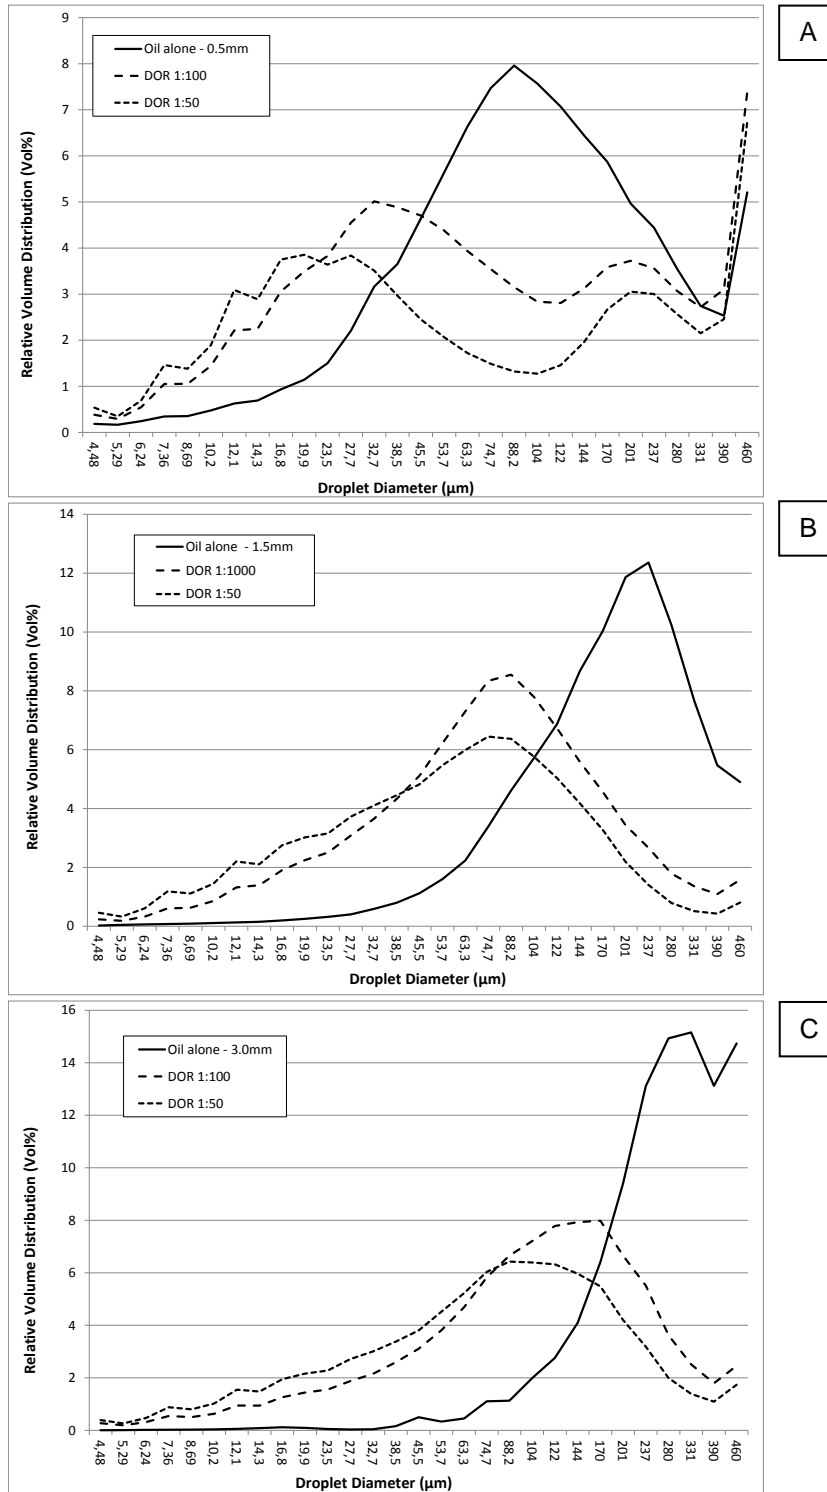 A
9
8
7
6
5
4
3
2
1
0
Relative Volume Distribution (Vol%)
Oil alone - 0.5mm
DOR 1:100
DOR 1:50
4,48 5,29 6,24 7,36 8,69 10,2 12,1 14,3 16,8 19,9 23,5 27,7 32,7 38,5 45,5 53,7 63,3 74,7 88,2 104 122 144 170 201 237 280 331 390 460
Droplet Diameter (µm)
B
14
12
10
8
6
4
2
0
Relative Volume Distribution (Vol%)
Oil alone - 1.5mm
DOR 1:1000
DOR 1:50
4,48 5,29 6,24 7,36 8,69 10,2 12,1 14,3 16,8 19,9 23,5 27,7 32,7 38,5 45,5 53,7 63,3 74,7 88,2 104 122 144 170 201 237 280 331 390 460
Droplet Diameter (µm)
C
16
14
12
10
8
6
4
2
0
Relative Volume Distribution (Vol%)
Oil alone - 3.0mm
DOR 1:100
DOR 1:50
4,48 5,29 6,24 7,36 8,69 10,2 12,1 14,3 16,8 19,9 23,5 27,7 32,7 38,5 45,5 53,7 63,3 74,7 88,2 104 122 144 170 201 237 280 331 390 460
Droplet Diameter (µm)